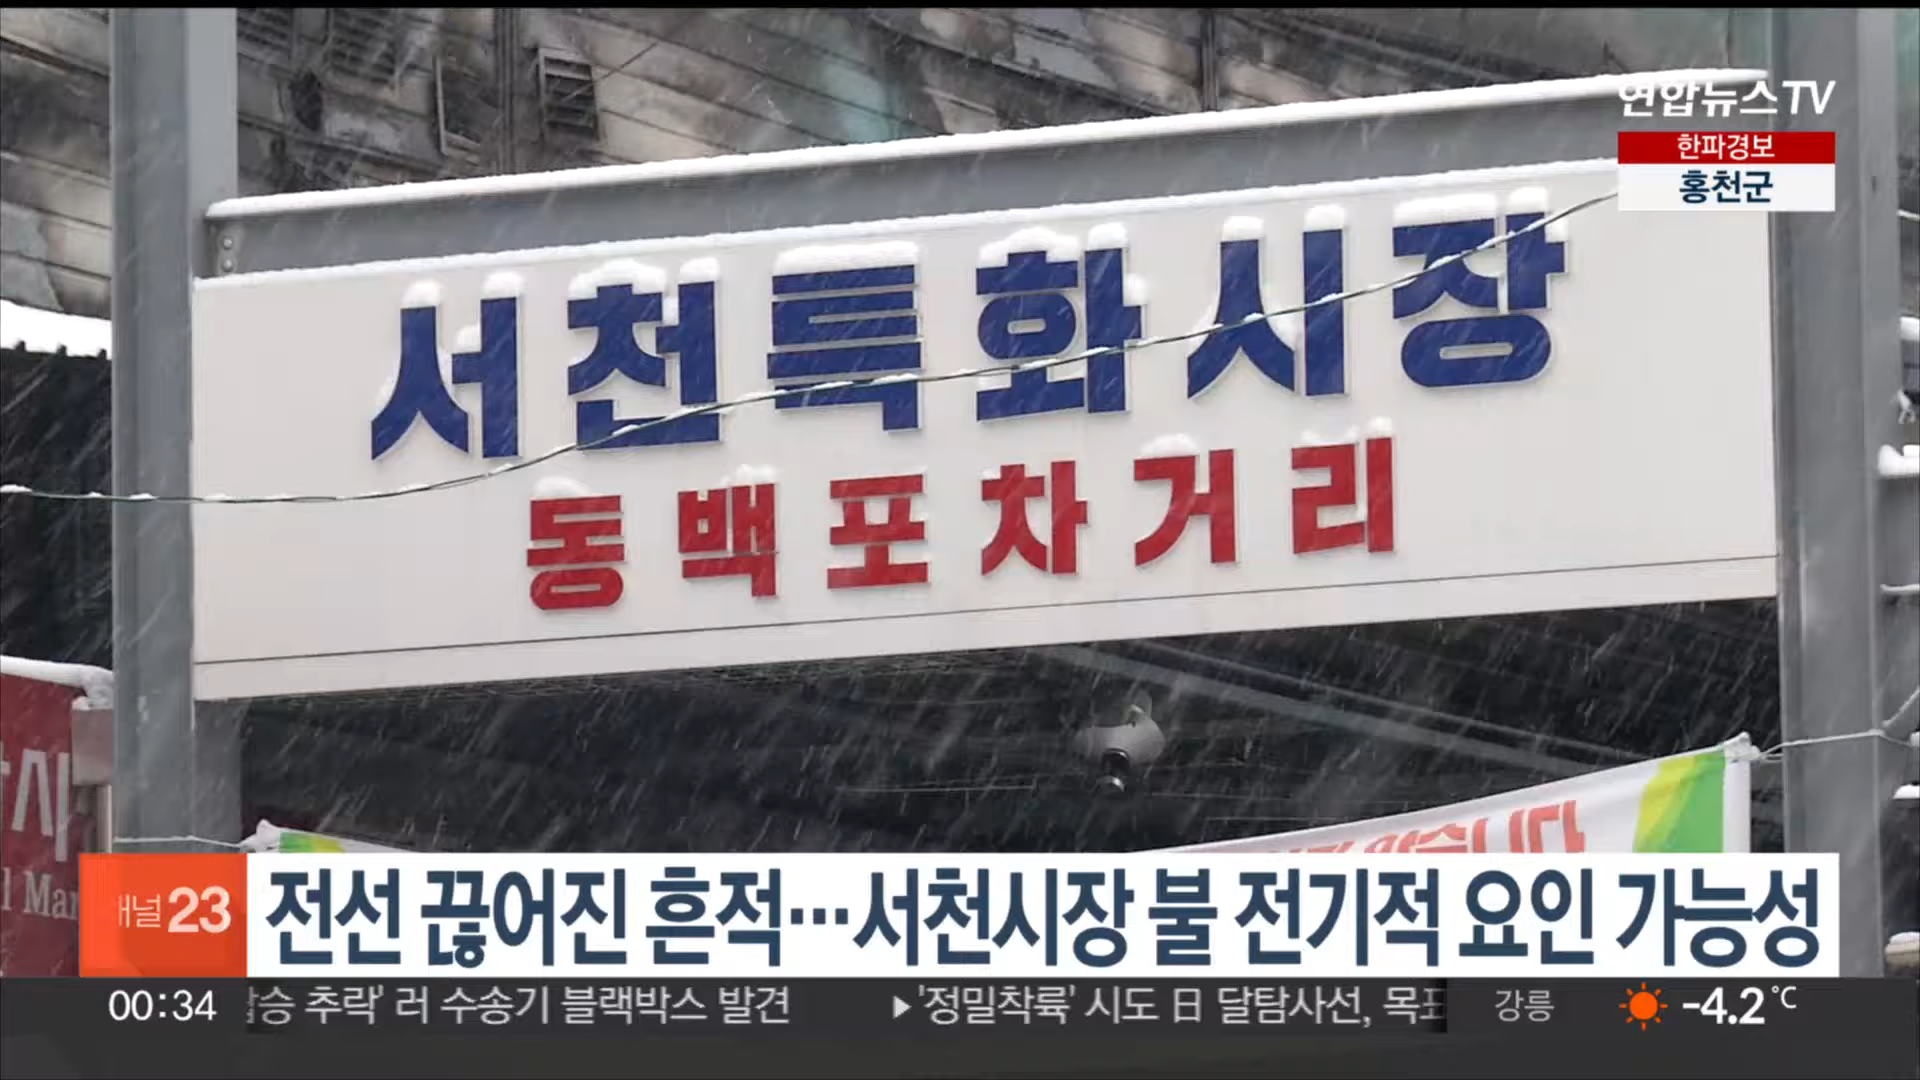 연합뉴스TV
한파경보
홍천군
서천특화시장
동백포차거리
채널23
전선 끊어진 흔적…서천시장 불 전기적 요인 가능성
00:34
추락' 러 수송기 블랙박스 발견 ▶'정밀착륙' 시도 日 달탐사선, 목표
강릉 -4.2℃